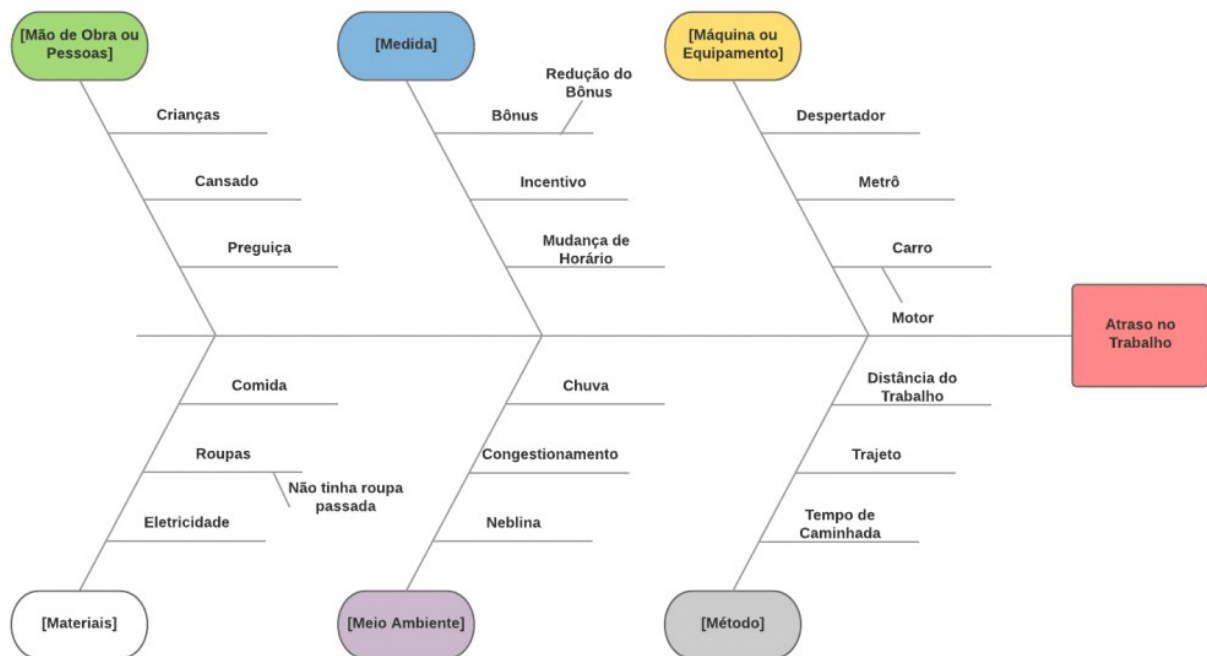 [Mão de Obra ou
Pessoas]
[Medida]
[Máquina ou
Equipamento]
Redução do
Bônus
Crianças
Bônus
Despertador
Cansado
Incentivo
Metrô
Preguiça
Mudança de
Horário
Carro
Motor
Atraso no
Trabalho
Comida
Chuva
Distância do
Trabalho
Roupas
Congestionamento
Trajeto
Não tinha roupa
passada
Eletricidade
Neblina
Tempo de
Caminhada
[Materiais]
[Meio Ambiente]
[Método]